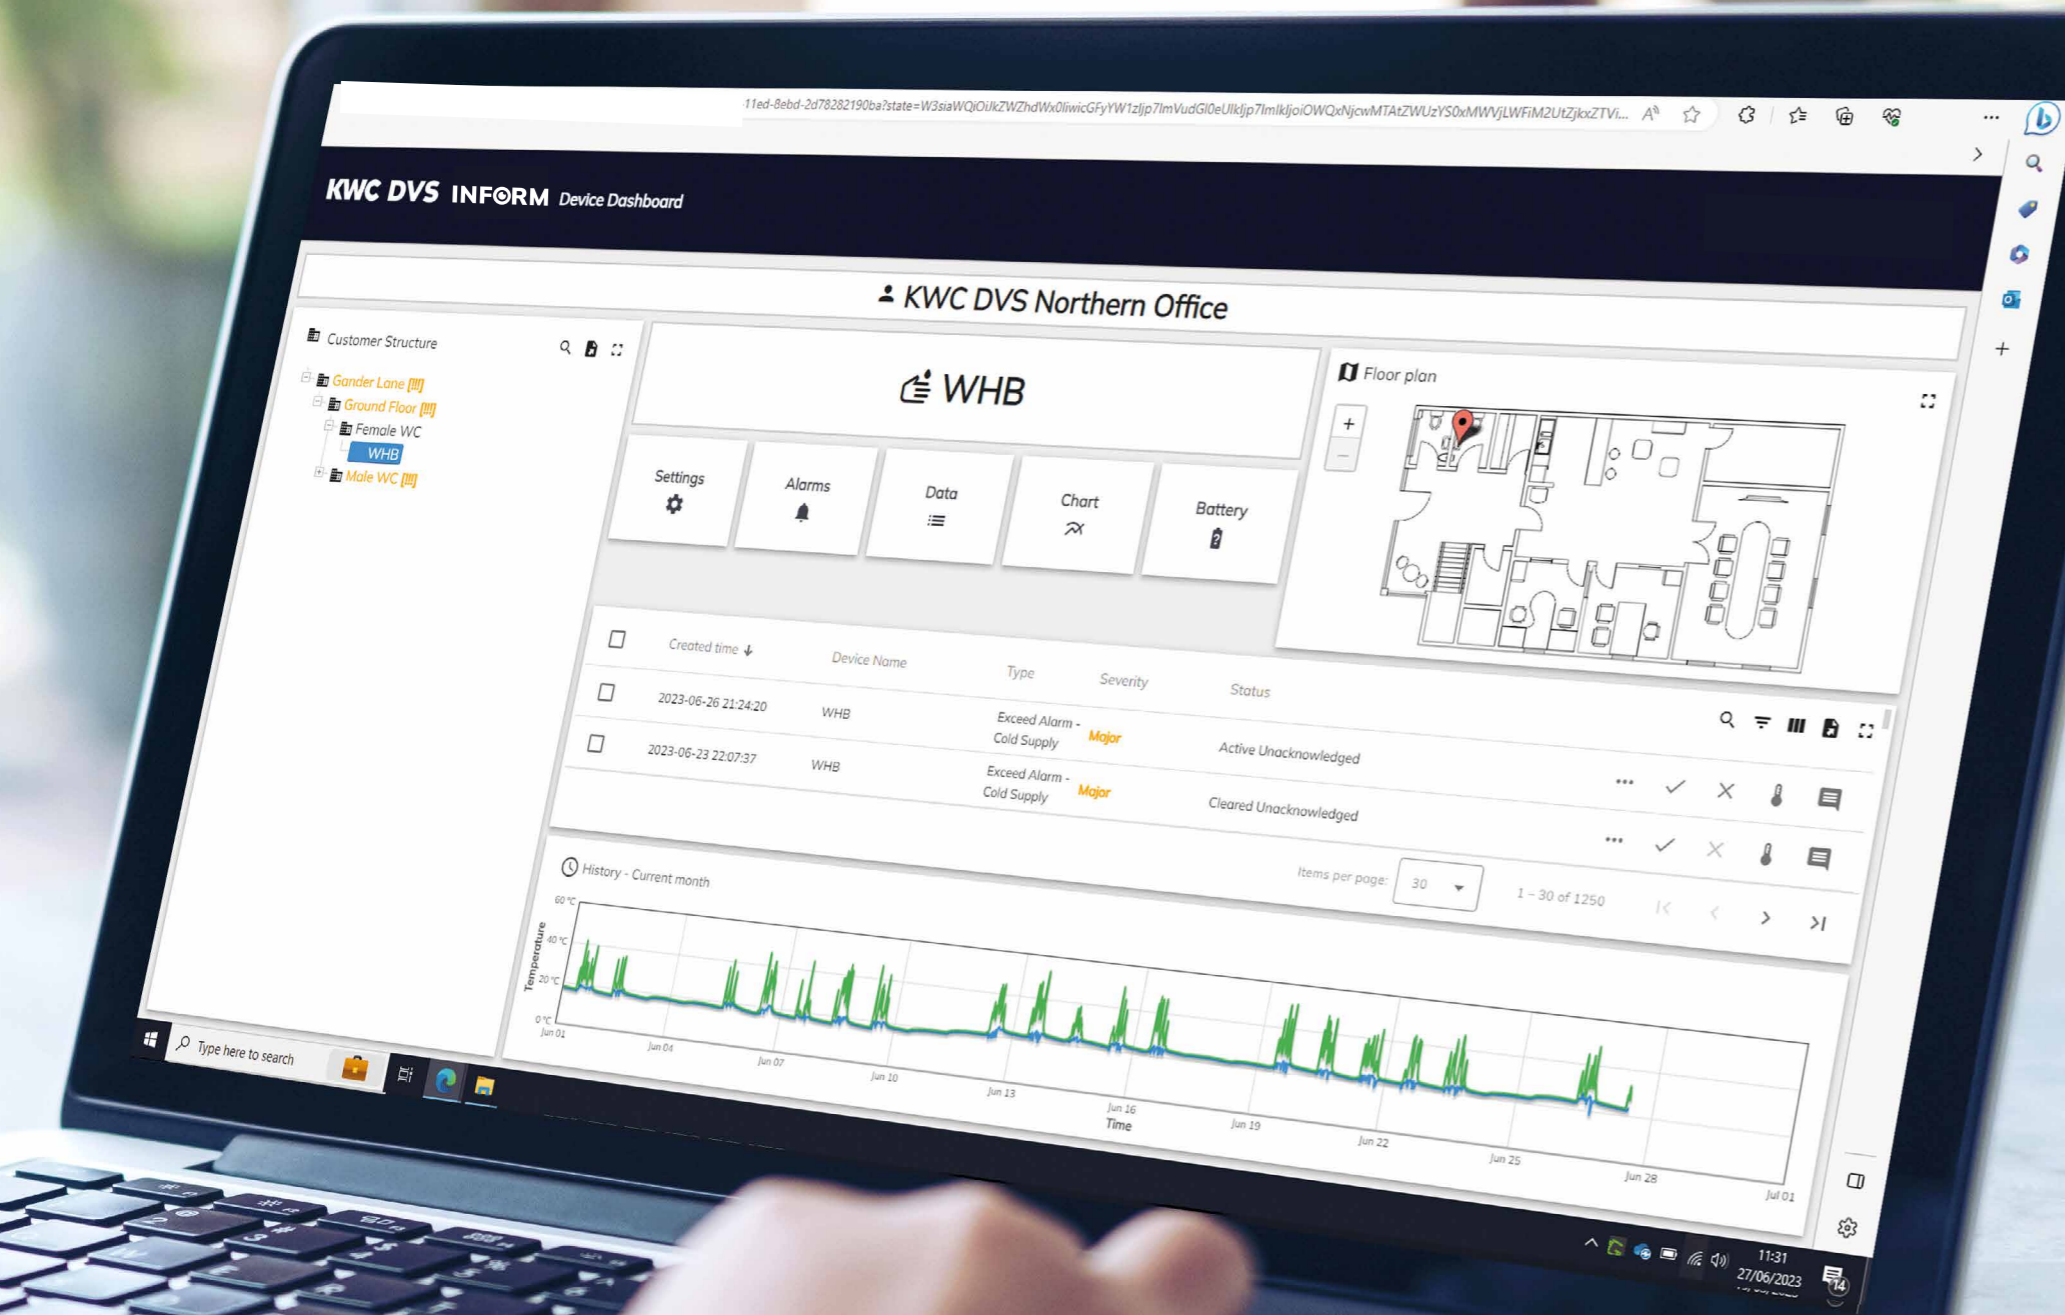 11ed-8ebd-2d78282190ba?state=W3siaWQiOiJkZWZhdWx0IiwicGFyYW1zIjp7ImVudGl0eUlkIjp7ImlkIjoiOWQxNjcwMTAtZWUzYS0xMWVjLWFiM2UtZjkxZTVi...
KWC DVS INFORM Device Dashboard
KWC DVS Northern Office
Customer Structure
Gander Lane [!!!]
Ground Floor [!!!]
Female WC
WHB
Male WC [!!!]
WHB
Settings
Alarms
Data
Chart
Battery
Floor plan
+
−
Created time Device Name Type Severity Status
2023-06-26 21:24:20 WHB Exceed Alarm - Cold Supply Major Active Unacknowledged
2023-06-23 22:07:37 WHB Exceed Alarm - Cold Supply Major Cleared Unacknowledged
Items per page: 30 1 – 30 of 1250
History - Current month
60 °C
40 °C
20 °C
0 °C
Temperature
Jun 01 Jun 04 Jun 07 Jun 10 Jun 13 Jun 16 Jun 19 Jun 22 Jun 25 Jun 28 Jul 01
Time
Type here to search
11:31
27/06/2023
14